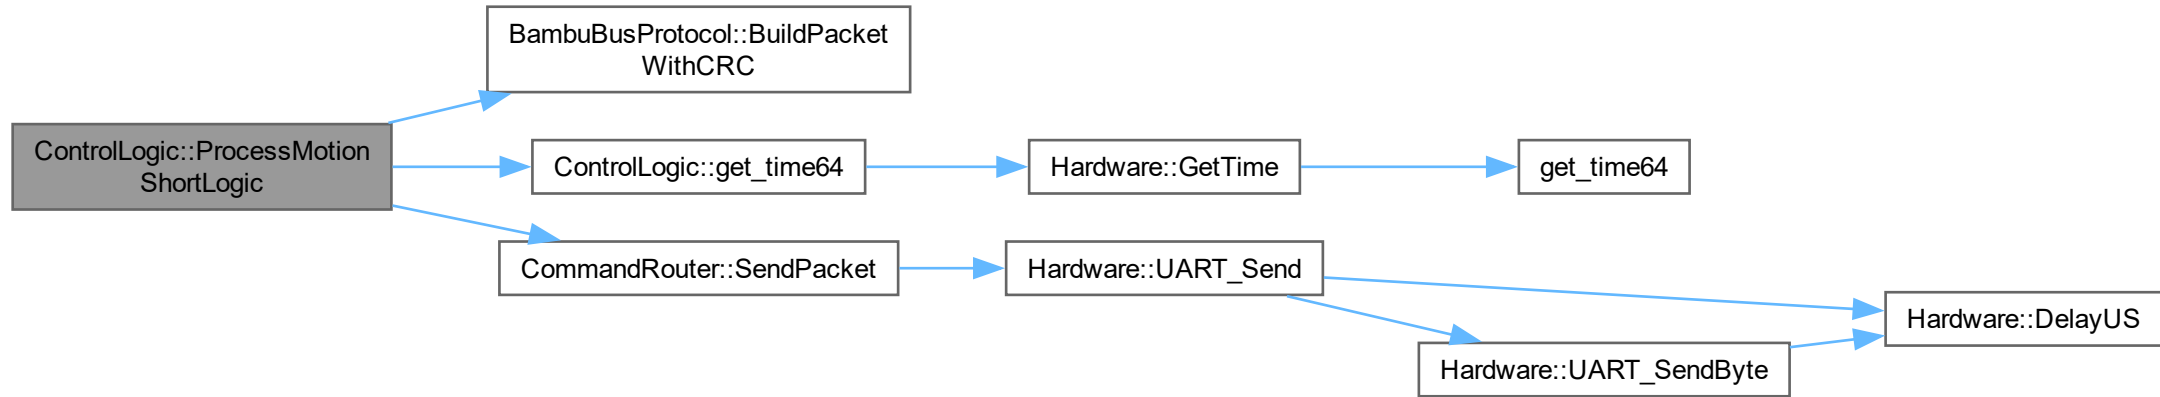 BambuBusProtocol::BuildPacket
WithCRC
ControlLogic::ProcessMotion
ShortLogic
ControlLogic::get_time64
Hardware::GetTime
get_time64
CommandRouter::SendPacket
Hardware::UART_Send
Hardware::DelayUS
Hardware::UART_SendByte